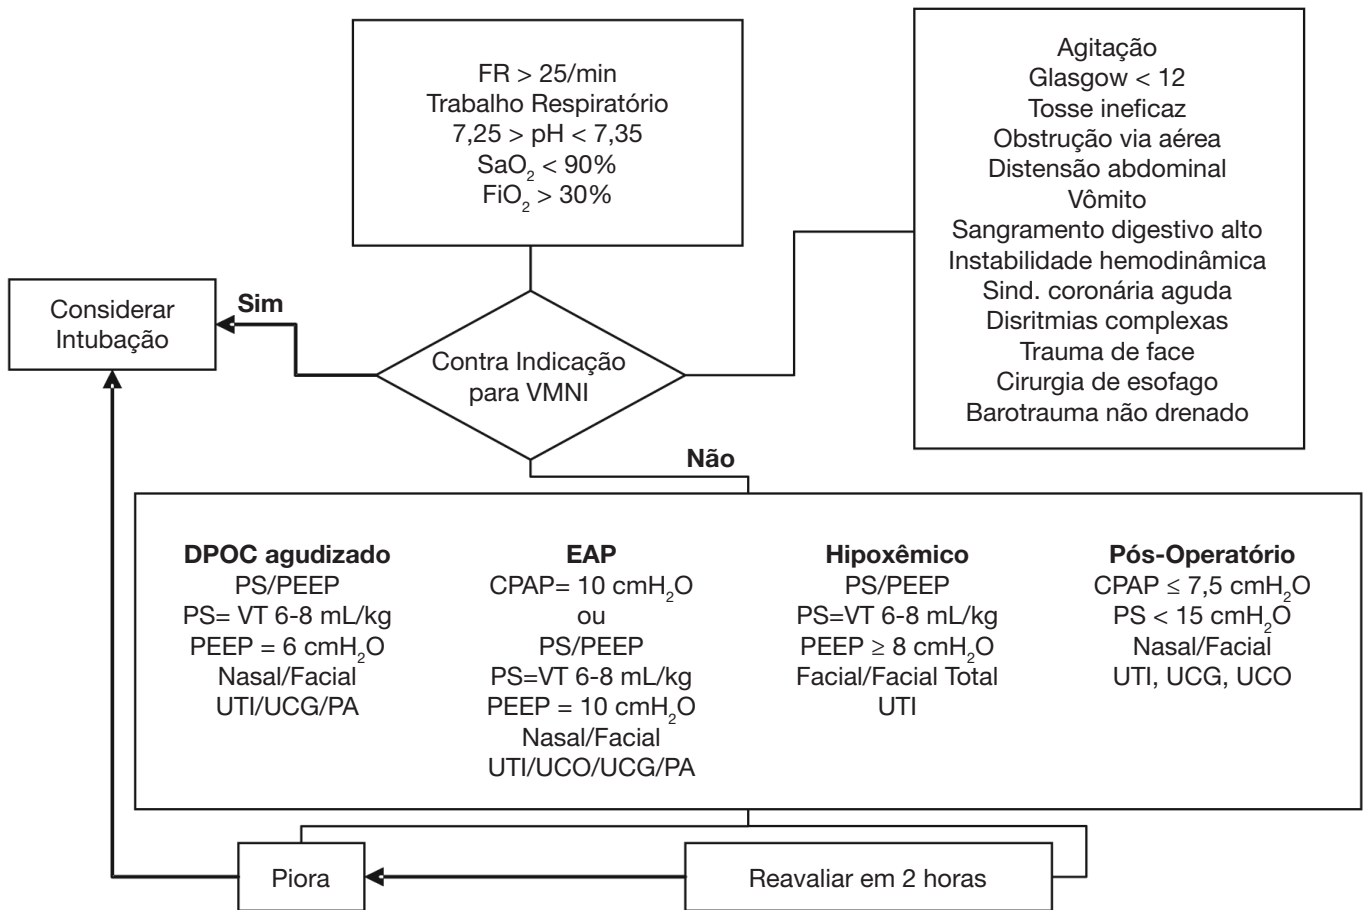 FR > 25/min
Trabalho Respiratório
7,25 > pH < 7,35
SaO₂ < 90%
FiO₂ > 30%
Agitação
Glasgow < 12
Tosse ineficaz
Obstrução via aérea
Distensão abdominal
Vômito
Sangramento digestivo alto
Instabilidade hemodinâmica
Sind. coronária aguda
Disritmias complexas
Trauma de face
Cirurgia de esofago
Barotrauma não drenado
Considerar
Intubação
Sim
Contra Indicação
para VMNI
Não
DPOC agudizado
PS/PEEP
PS= VT 6-8 mL/kg
PEEP = 6 cmH₂O
Nasal/Facial
UTI/UCG/PA
EAP
CPAP= 10 cmH₂O
ou
PS/PEEP
PS=VT 6-8 mL/kg
PEEP = 10 cmH₂O
Nasal/Facial
UTI/UCO/UCG/PA
Hipoxêmico
PS/PEEP
PS=VT 6-8 mL/kg
PEEP ≥ 8 cmH₂O
Facial/Facial Total
UTI
Pós-Operatório
CPAP ≤ 7,5 cmH₂O
PS < 15 cmH₂O
Nasal/Facial
UTI, UCG, UCO
Piora
Reavaliar em 2 horas